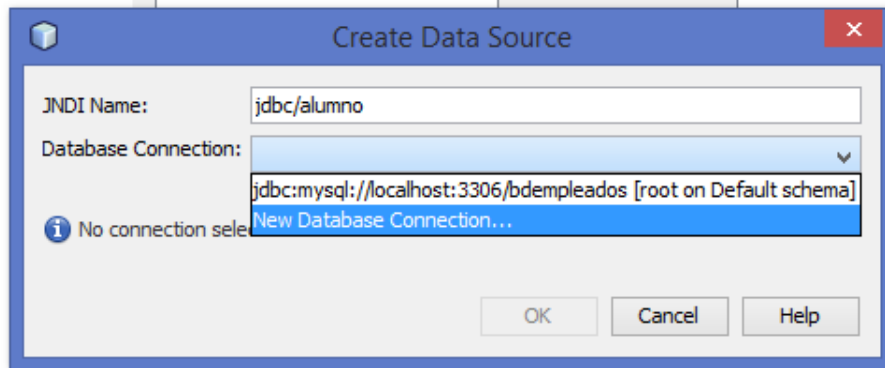 Create Data Source
JNDI Name: jdbc/alumno
Database Connection:
jdbc:mysql://localhost:3306/bdempleados [root on Default schema]
No connection sele New Database Connection...
OK Cancel Help